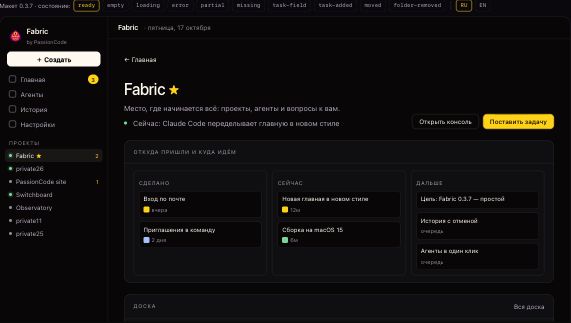 Макет 0.3.7 · состояние: ready empty loading error partial missing task-field task-added moved folder-removed RU EN
Fabric
by PassionCode
+ Создать
Главная 3
Агенты
История
Настройки
ПРОЕКТЫ
Fabric ★ 2
private26
PassionCode site 1
Switchboard
Observatory
private11
private25
Fabric · пятница, 17 октября
← Главная
Fabric ★
Место, где начинается всё: проекты, агенты и вопросы к вам.
Сейчас: Claude Code переделывает главную в новом стиле
Открыть консоль
Поставить задачу
ОТКУДА ПРИШЛИ И КУДА ИДЁМ
СДЕЛАНО
Вход по почте
вчера
Приглашения в команду
2 дня
СЕЙЧАС
Новая главная в новом стиле
12м
Сборка на macOS 15
6м
ДАЛЬШЕ
Цель: Fabric 0.3.7 — простой
История с отменой
очередь
Агенты в один клик
очередь
ДОСКА
Вся доска